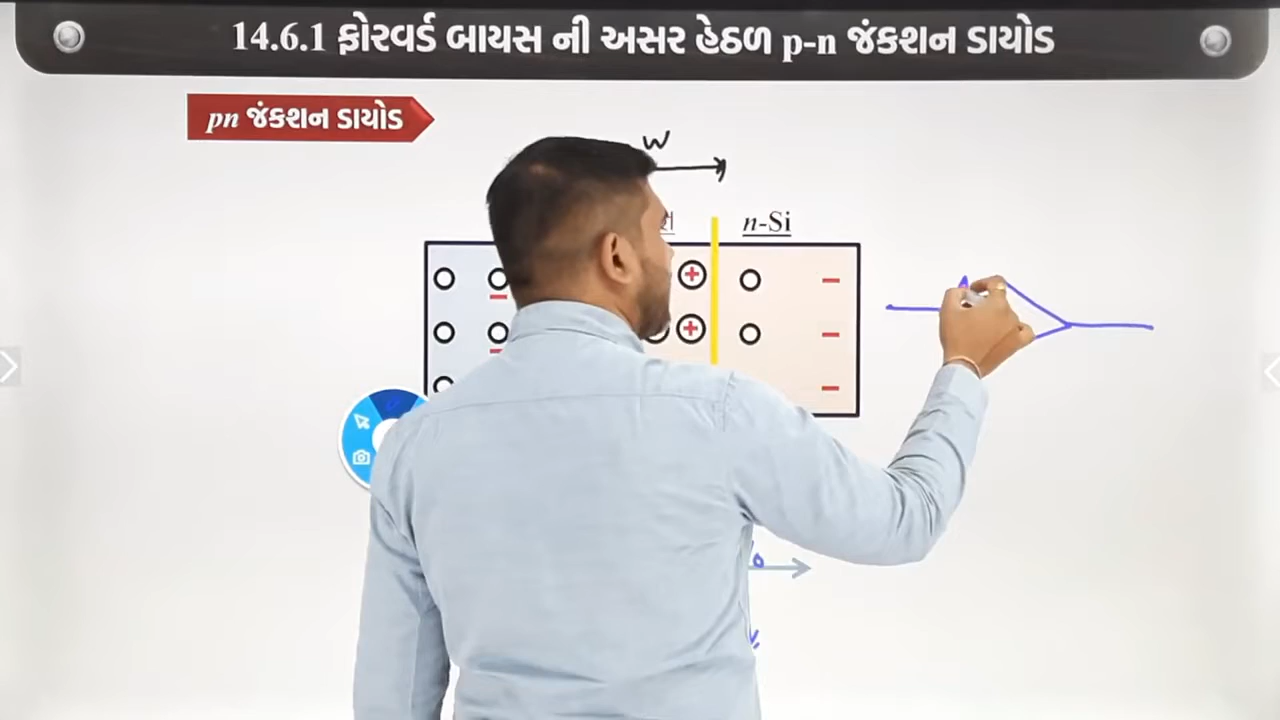 14.6.1 ફોરવર્ડ બાયસ ની અસર હેઠળ p-n જંકશન ડાયોડ
pn જંકશન ડાયોડ
W
n-Si